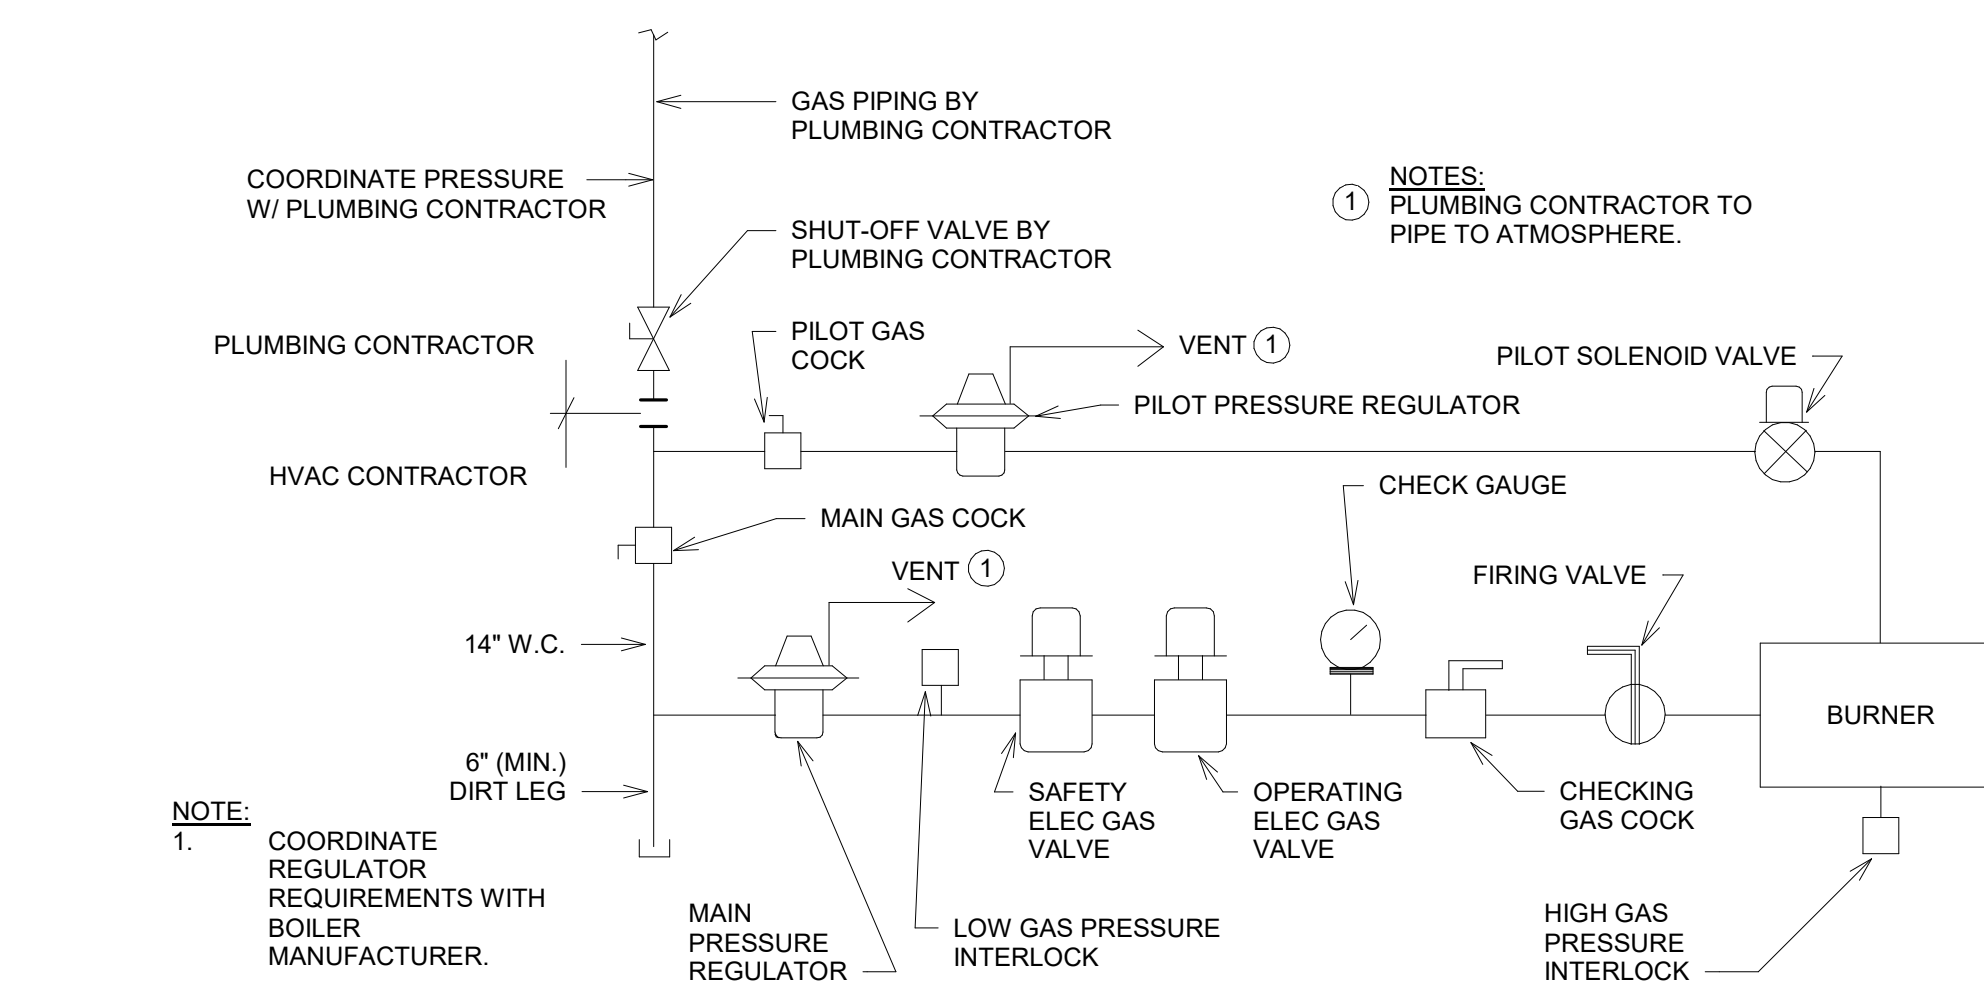 GAS PIPING BY
PLUMBING CONTRACTOR
COORDINATE PRESSURE
W/ PLUMBING CONTRACTOR
NOTES:
1 PLUMBING CONTRACTOR TO
PIPE TO ATMOSPHERE.
SHUT-OFF VALVE BY
PLUMBING CONTRACTOR
PLUMBING CONTRACTOR
PILOT GAS
COCK
VENT 1
PILOT SOLENOID VALVE
PILOT PRESSURE REGULATOR
HVAC CONTRACTOR
CHECK GAUGE
MAIN GAS COCK
VENT 1
FIRING VALVE
14" W.C.
BURNER
6" (MIN.)
DIRT LEG
SAFETY
ELEC GAS
VALVE
OPERATING
ELEC GAS
VALVE
CHECKING
GAS COCK
NOTE:
1. COORDINATE
REGULATOR
REQUIREMENTS WITH
BOILER
MANUFACTURER.
MAIN
PRESSURE
REGULATOR
LOW GAS PRESSURE
INTERLOCK
HIGH GAS
PRESSURE
INTERLOCK